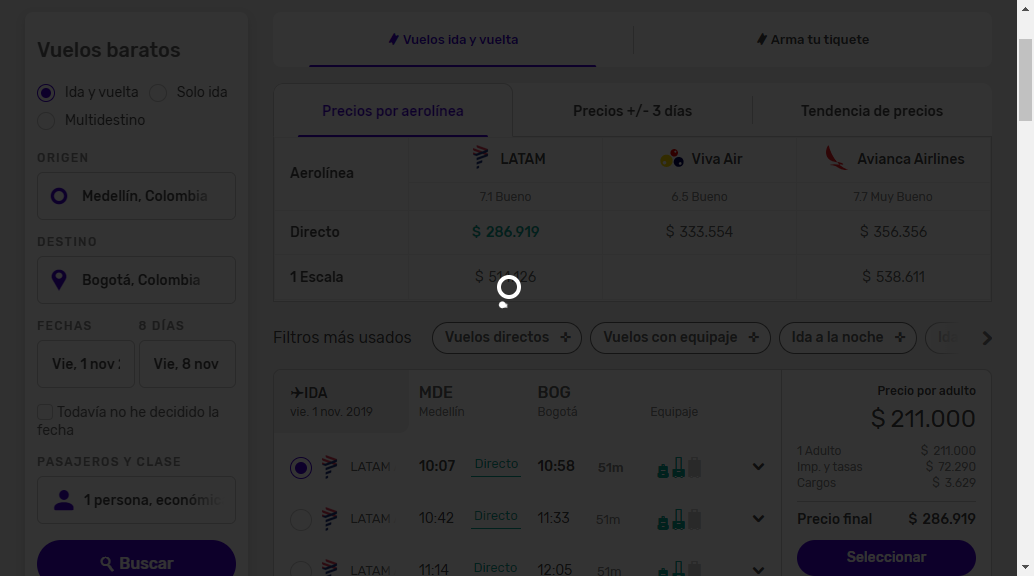 Vuelos baratos
Ida y vuelta
Solo ida
Multidestino
ORIGEN
Medellín, Colombia
DESTINO
Bogotá, Colombia
FECHAS
8 DÍAS
Vie, 1 nov
Vie, 8 nov
Todavía no he decidido la
fecha
PASAJEROS Y CLASE
1 persona, económic
Buscar
Vuelos ida y vuelta
Arma tu tiquete
Precios por aerolínea
Precios +/- 3 días
Tendencia de precios
Aerolínea
LATAM
Viva Air
Avianca Airlines
7.1 Bueno
6.5 Bueno
7.7 Muy Bueno
Directo
$ 286.919
$ 333.554
$ 356.356
1 Escala
$ 538.611
Filtros más usados
Vuelos directos
Vuelos con equipaje
Ida a la noche
IDA
MDE
BOG
vie. 1 nov. 2019
Medellín
Bogotá
Equipaje
LATAM 10:07 Directo 10:58 51m
LATAM 10:42 Directo 11:33 51m
LATAM 11:14 Directo 12:05 51m
Precio por adulto
$ 211.000
1 Adulto $ 211.000
Imp. y tasas $ 72.290
Cargos $ 3.629
Precio final $ 286.919
Seleccionar